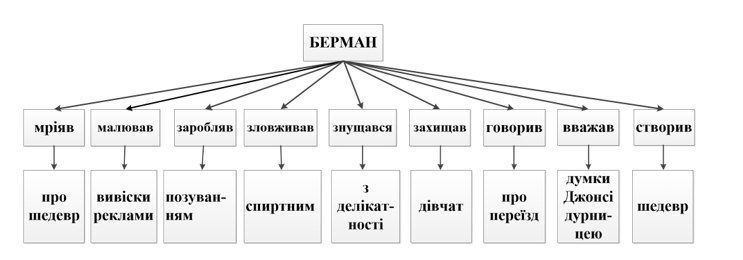 БЕРМАН
мріяв
малював
заробляв
зловживав
знущався
захищав
говорив
вважав
створив
про
шедевр
вивіски
реклами
позуван-
ням
спиртним
з
делікат-
ності
дівчат
про
переїзд
думки
Джонсі
дурни-
цею
шедевр